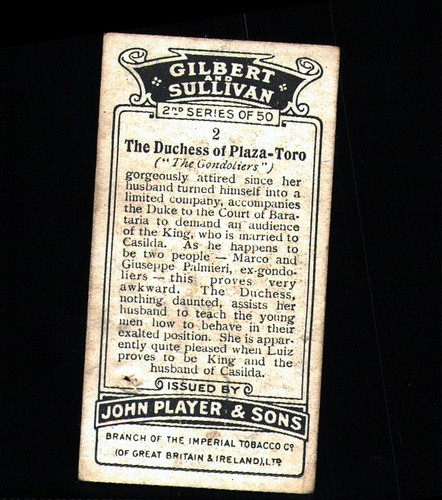 GILBERT
AND
SULLIVAN
2ND SERIES OF 50
2
The Duchess of Plaza-Toro
("The Gondoliers")
gorgeously attired since her
husband turned himself into a
limited company, accompanies
the Duke to the Court of Bara-
taria to demand an audience
of the King, who is married to
Casilda. As he happens to
be two people — Marco and
Giuseppe Palmieri, ex-gondo-
liers — this proves very
awkward. The Duchess,
nothing daunted, assists her
husband to teach the young
men how to behave in their
exalted position. She is appar-
ently quite pleased when Luiz
proves to be King and the
husband of Casilda.
ISSUED BY
JOHN PLAYER & SONS
BRANCH OF THE IMPERIAL TOBACCO CO
(OF GREAT BRITAIN & IRELAND), LTD